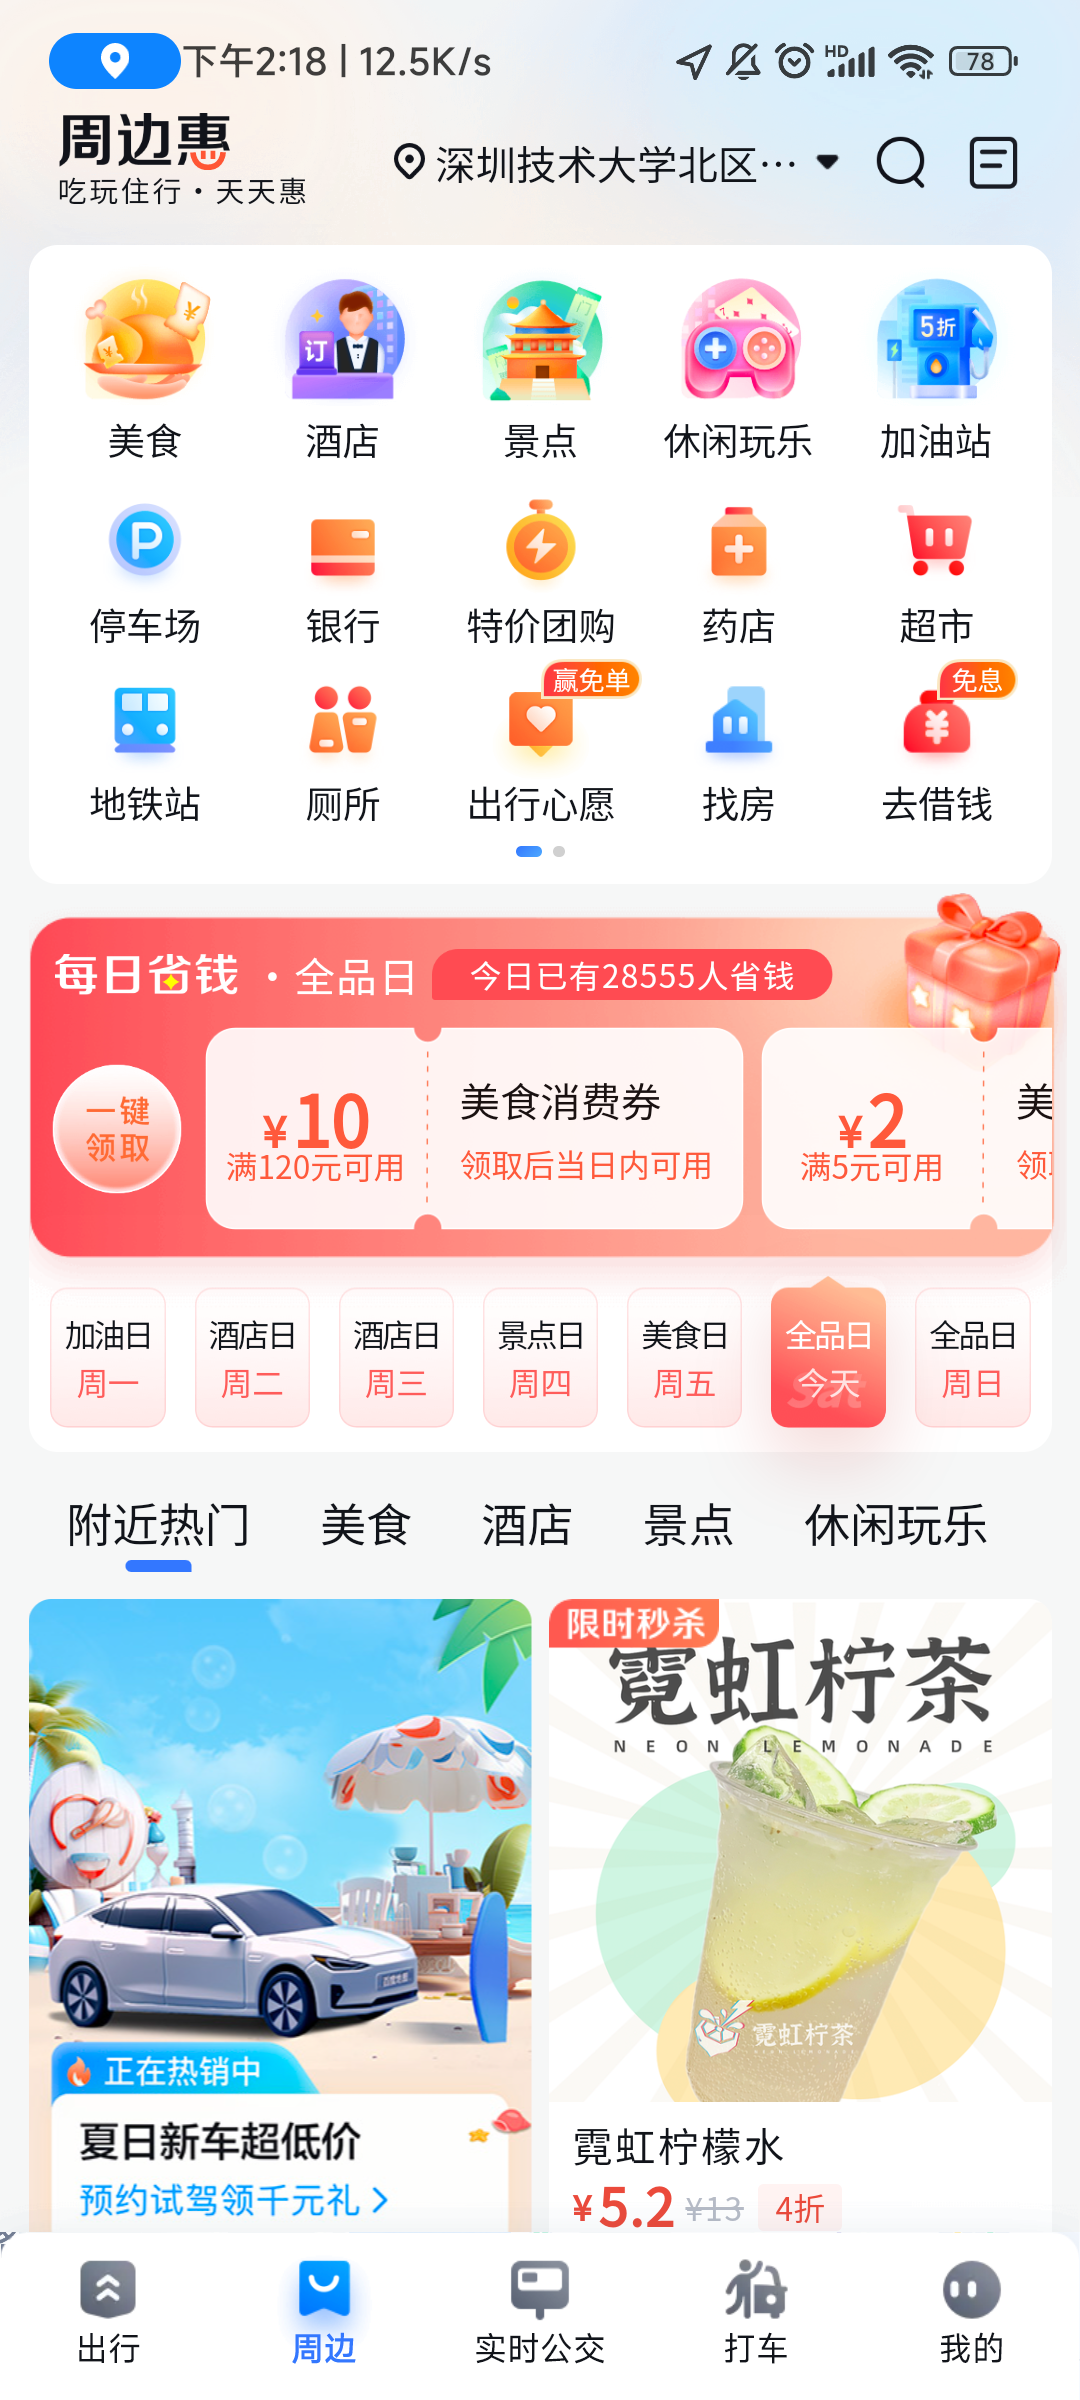 下午2:18 | 12.5K/s
HD
78
周边惠
吃玩住行·天天惠
深圳技术大学北区…
订
5折
美食 酒店 景点 休闲玩乐 加油站
P
停车场 银行 特价团购 药店 超市
赢免单 免息
地铁站 厕所 出行心愿 找房 去借钱
每日省钱 · 全品日 今日已有28555人省钱
一键
领取
¥10
满120元可用
美食消费券
领取后当日内可用
¥2
满5元可用
美
加油日 酒店日 酒店日 景点日 美食日 全品日 全品日
周一 周二 周三 周四 周五 今天 周日
Sat
附近热门 美食 酒店 景点 休闲玩乐
限时秒杀
霓虹柠茶
NEON LEMONADE
霓虹柠茶
正在热销中
夏日新车超低价
预约试驾领千元礼 >
霓虹柠檬水
¥5.2 ¥13 4折
出行 周边 实时公交 打车 我的